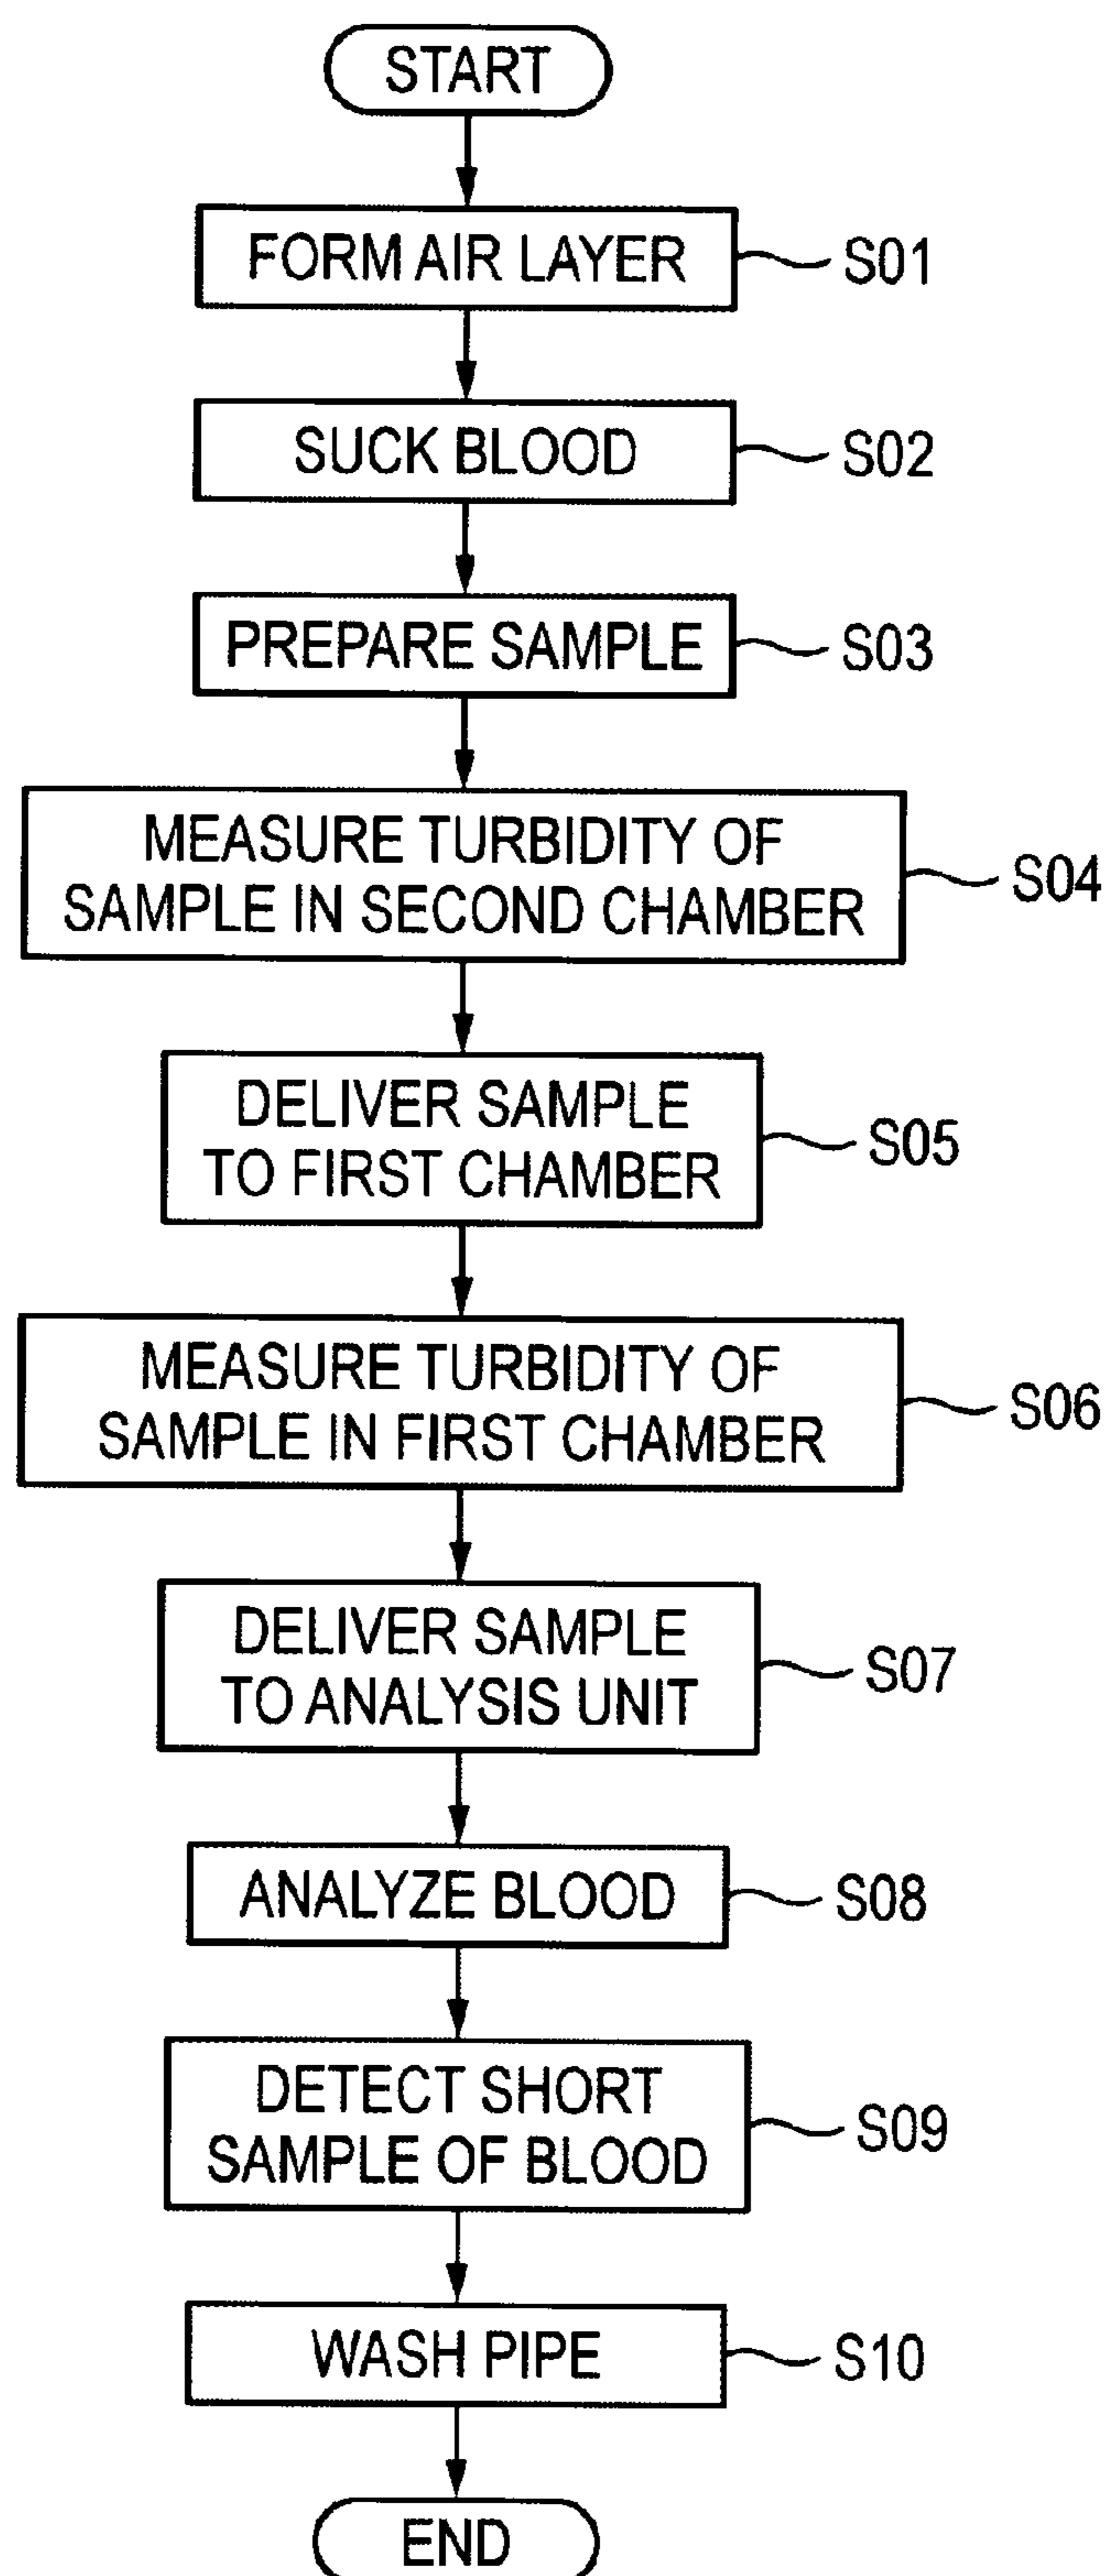 START
FORM AIR LAYER
S01
SUCK BLOOD
S02
PREPARE SAMPLE
S03
MEASURE TURBIDITY OF
SAMPLE IN SECOND CHAMBER
S04
DELIVER SAMPLE
TO FIRST CHAMBER
S05
MEASURE TURBIDITY OF
SAMPLE IN FIRST CHAMBER
S06
DELIVER SAMPLE
TO ANALYSIS UNIT
S07
ANALYZE BLOOD
S08
DETECT SHORT
SAMPLE OF BLOOD
S09
WASH PIPE
S10
END